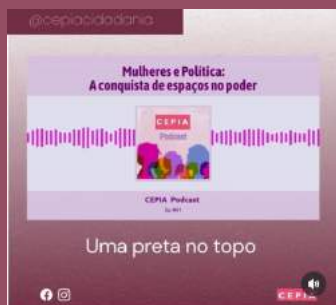 @cepiacidadania
Mulheres e Política:
A conquista de espaços no poder
CEPIA
Podcast
CEPIA Podcast
Uma preta no topo
CEPIA